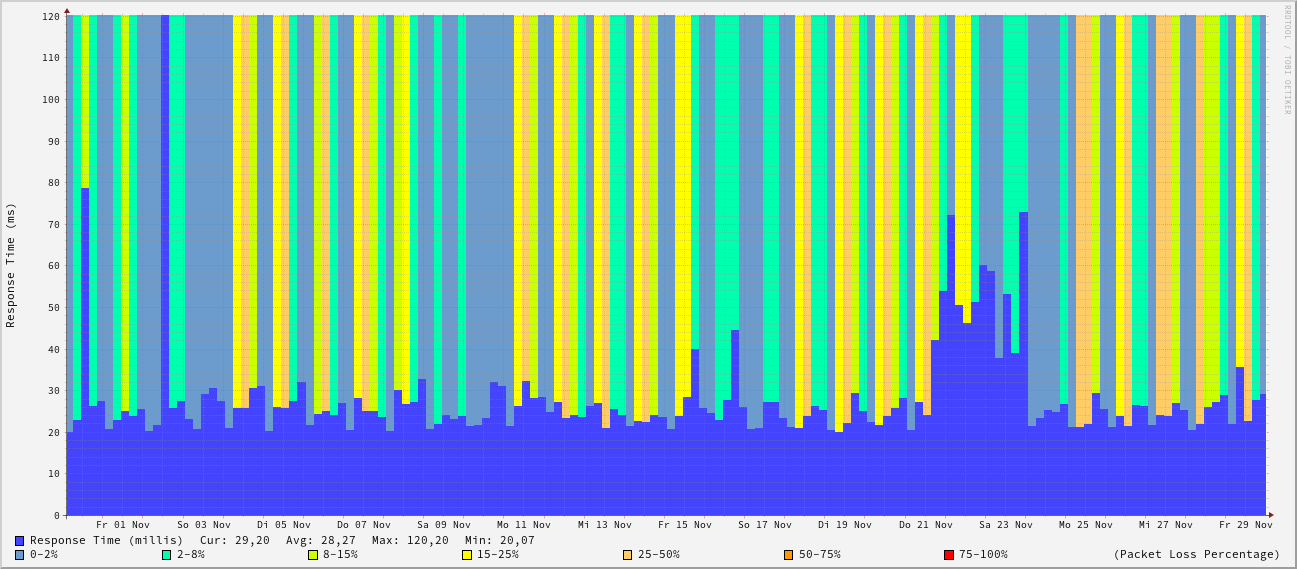 RRDTOOL / TOBI OETIKER
Response Time (ms)
120
110
100
90
80
70
60
50
40
30
20
10
0
Fr 01 Nov So 03 Nov Di 05 Nov Do 07 Nov Sa 09 Nov Mo 11 Nov Mi 13 Nov Fr 15 Nov So 17 Nov Di 19 Nov Do 21 Nov Sa 23 Nov Mo 25 Nov Mi 27 Nov Fr 29 Nov
Response Time (millis) Cur: 29,20 Avg: 28,27 Max: 120,20 Min: 20,07
0-2% 2-8% 8-15% 15-25% 25-50% 50-75% 75-100% (Packet Loss Percentage)